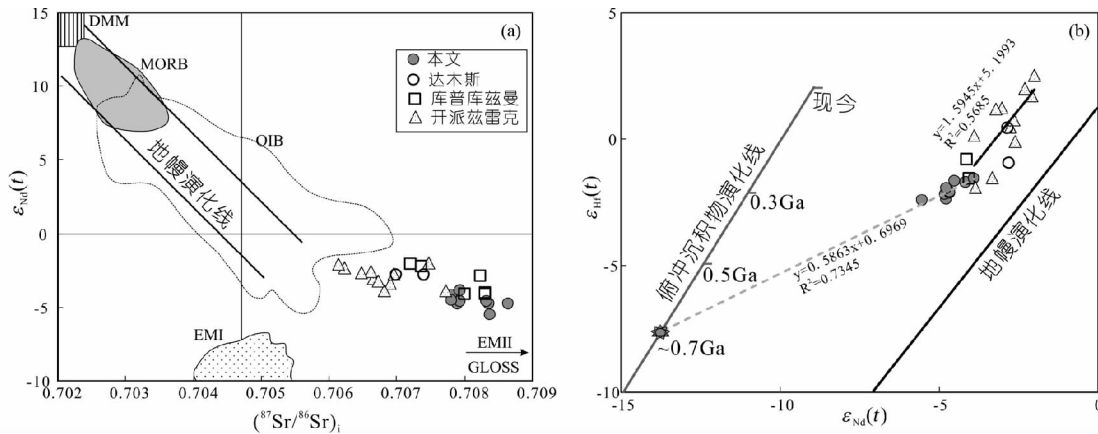 (a)
15
10
5
0
-5
-10
εNd(t)
DMM
MORB
OIB
地幔演化线
本文
达木斯
库普库兹曼
开派兹雷克
EMI
EMII
GLOSS
0.702
0.703
0.704
0.705
0.706
0.707
0.708
0.709
(⁸⁷Sr/⁸⁶Sr)i
(b)
5
0
-5
-10
εHf(t)
现今
0.3Ga
0.5Ga
~0.7Ga
俯冲沉积物演化线
y=1.5945x+5.1993
R²=0.5685
y=0.5863x+0.6969
R²=0.7345
地幔演化线
-15
-10
-5
0
εNd(t)